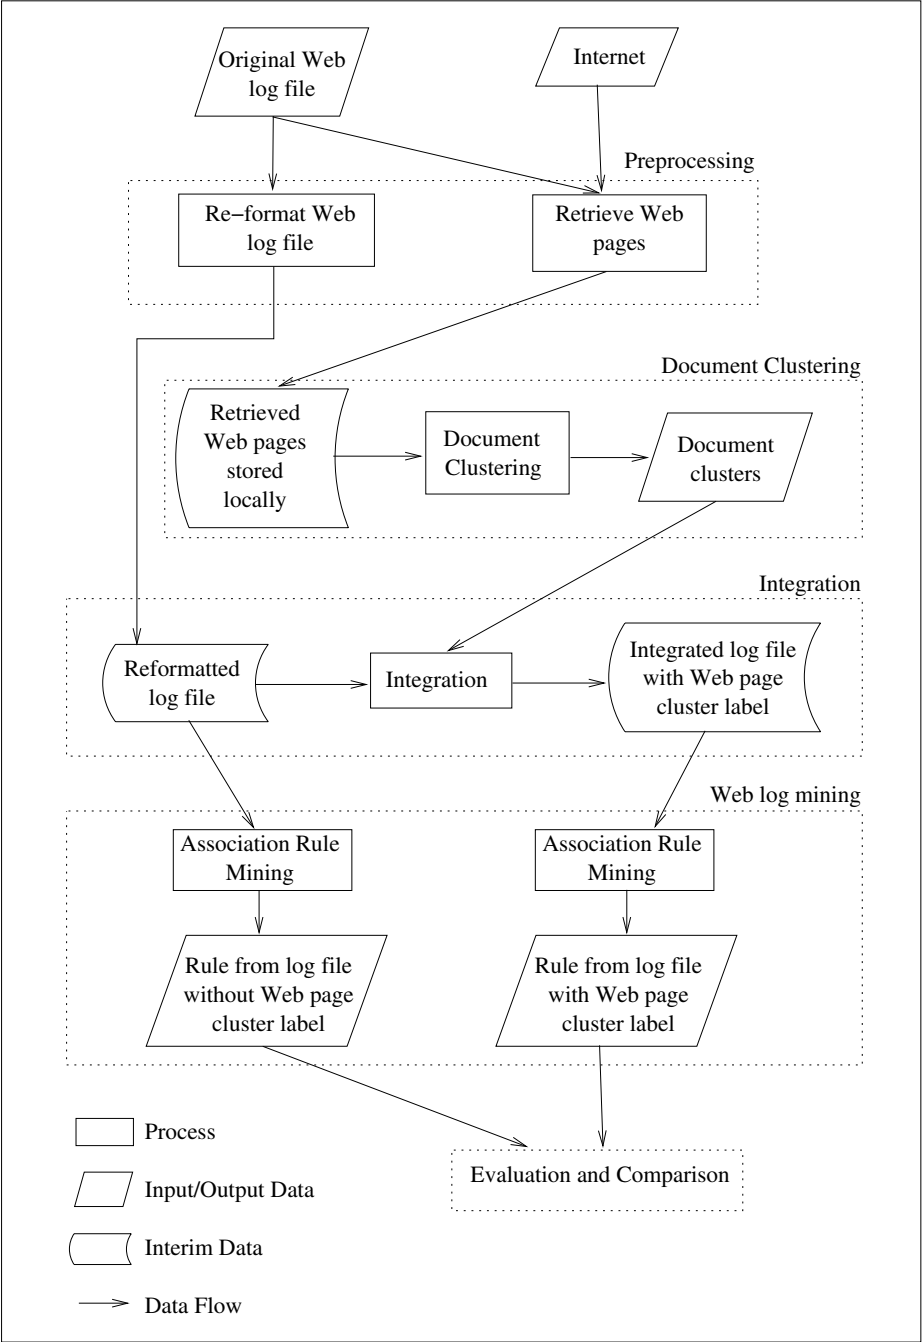 Original Web
log file
Internet
Preprocessing
Re−format Web
log file
Retrieve Web
pages
Document Clustering
Retrieved
Web pages
stored
locally
Document
Clustering
Document
clusters
Integration
Reformatted
log file
Integration
Integrated log file
with Web page
cluster label
Web log mining
Association Rule
Mining
Association Rule
Mining
Rule from log file
without Web page
cluster label
Rule from log file
with Web page
cluster label
Process
Evaluation and Comparison
Input/Output Data
Interim Data
Data Flow